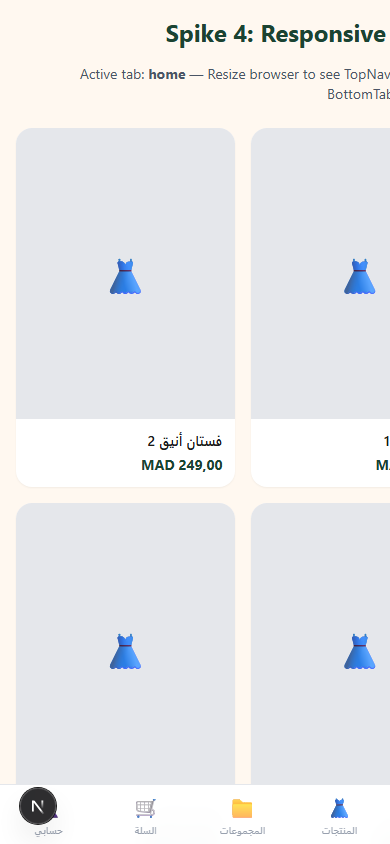 Spike 4: Responsive
Active tab: home — Resize browser to see TopNav
BottomTab
1
فستان أنيق 2
MAD 249,00
السلة
المجموعات
المنتجات
حسابي
N